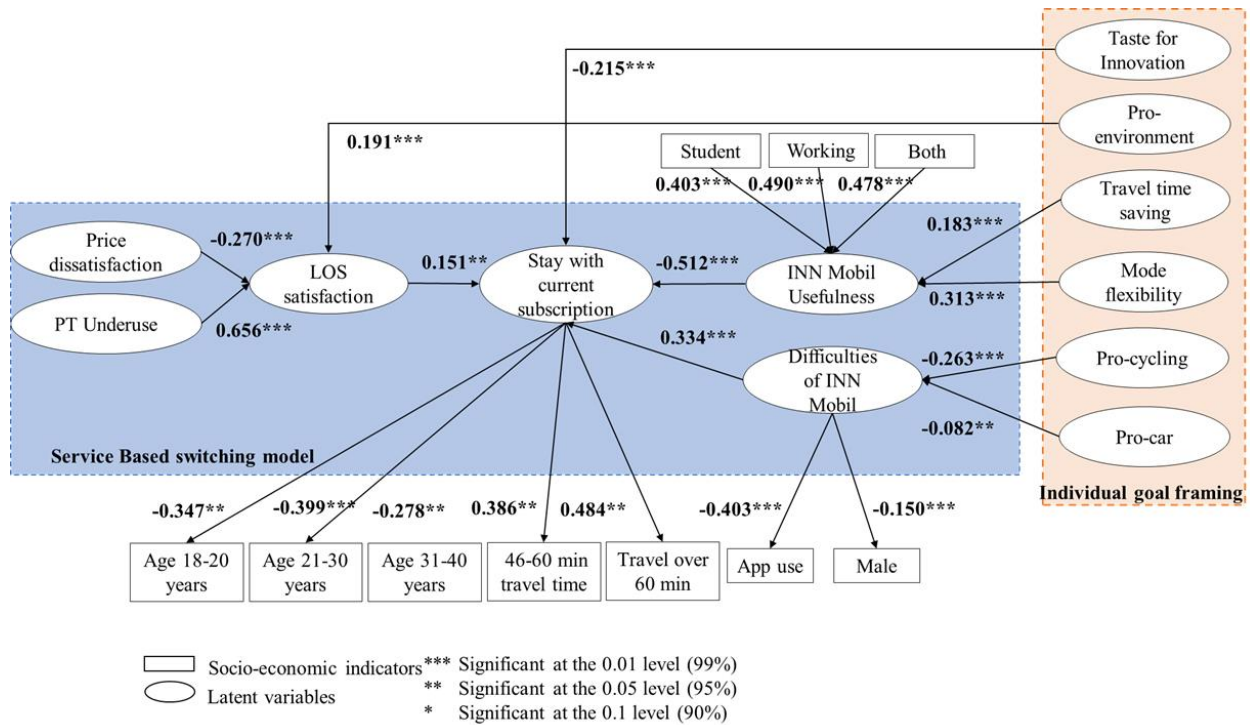 Taste for
Innovation
-0.215***
Pro-
environment
0.191***
Student
Working
Both
0.403***
0.490***
0.478***
Travel time
saving
0.183***
Price
dissatisfaction
-0.270***
LOS
satisfaction
0.151**
Stay with
current
subscription
-0.512***
INN Mobil
Usefulness
Mode
flexibility
0.313***
PT Underuse
0.656***
0.334***
Difficulties
of INN
Mobil
-0.263***
Pro-cycling
-0.082**
Pro-car
Service Based switching model
Individual goal framing
-0.347**
-0.399***
-0.278**
0.386**
0.484**
-0.403***
-0.150***
Age 18-20
years
Age 21-30
years
Age 31-40
years
46-60 min
travel time
Travel over
60 min
App use
Male
Socio-economic indicators
*** Significant at the 0.01 level (99%)
Latent variables
** Significant at the 0.05 level (95%)
* Significant at the 0.1 level (90%)